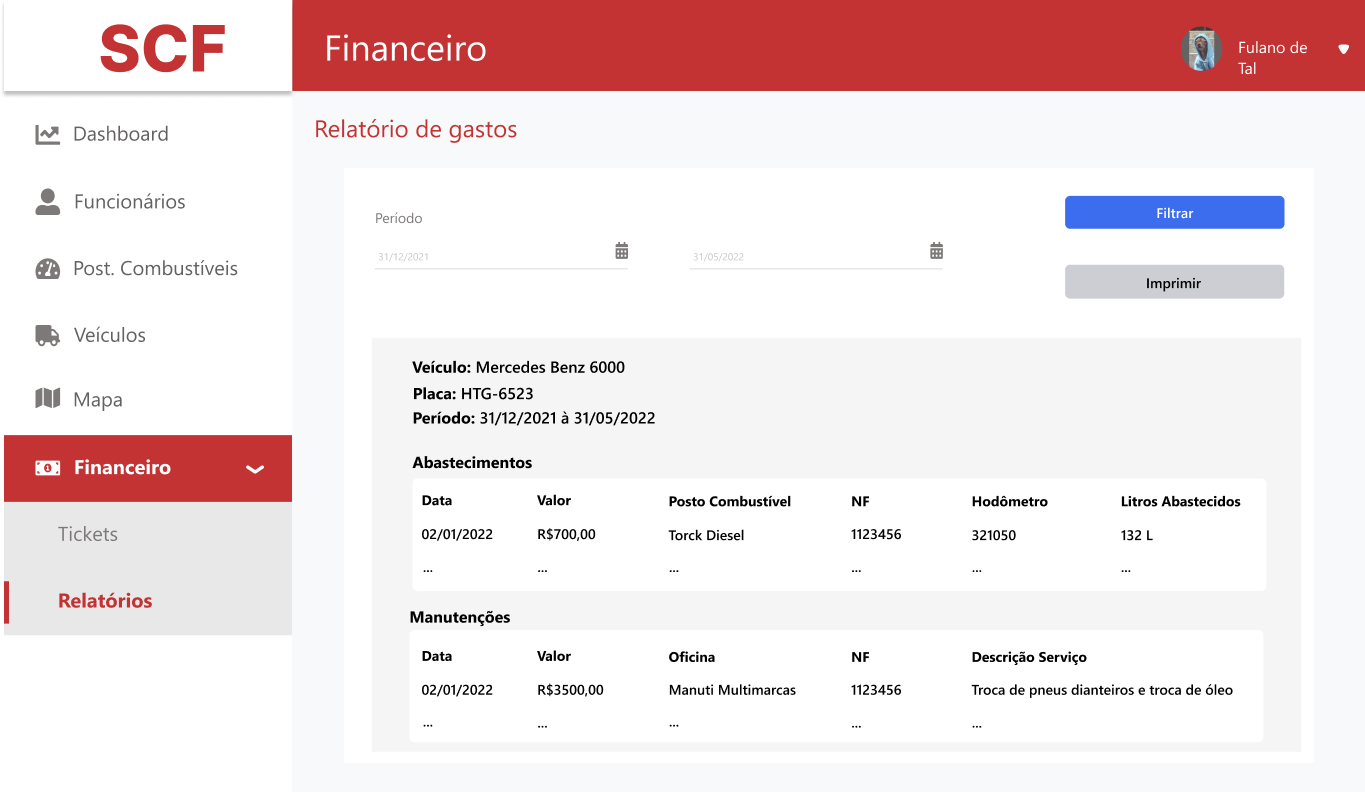 SCF
Financeiro
Fulano de
Tal
Dashboard
Funcionários
Post. Combustíveis
Veículos
Mapa
Financeiro
Tickets
Relatórios
Relatório de gastos
Período
31/12/2021
31/05/2022
Filtrar
Imprimir
Veículo: Mercedes Benz 6000
Placa: HTG-6523
Período: 31/12/2021 à 31/05/2022
Abastecimentos
Data Valor Posto Combustível NF Hodômetro Litros Abastecidos
02/01/2022 R$700,00 Torck Diesel 1123456 321050 132 L
... ... ... ... ... ...
Manutenções
Data Valor Oficina NF Descrição Serviço
02/01/2022 R$3500,00 Manuti Multimarcas 1123456 Troca de pneus dianteiros e troca de óleo
... ... ... ... ...